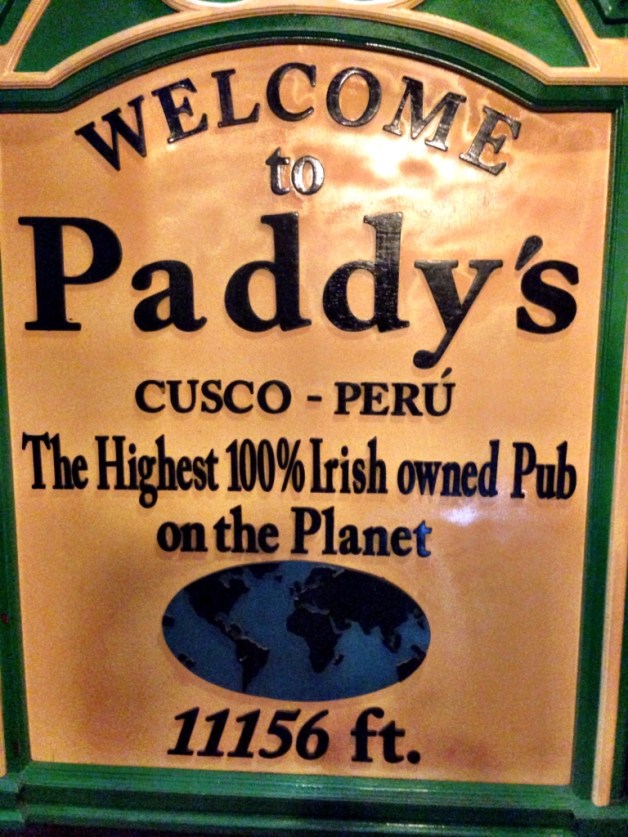 WELCOME
to
Paddy's
CUSCO - PERÚ
The Highest 100% Irish owned Pub
on the Planet
11156 ft.